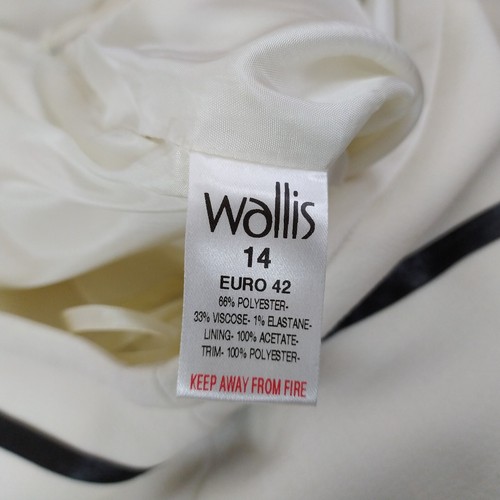 wallis
14
EURO 42
66% POLYESTER-
33% VISCOSE- 1% ELASTANE-
LINING- 100% ACETATE-
TRIM- 100% POLYESTER-
KEEP AWAY FROM FIRE